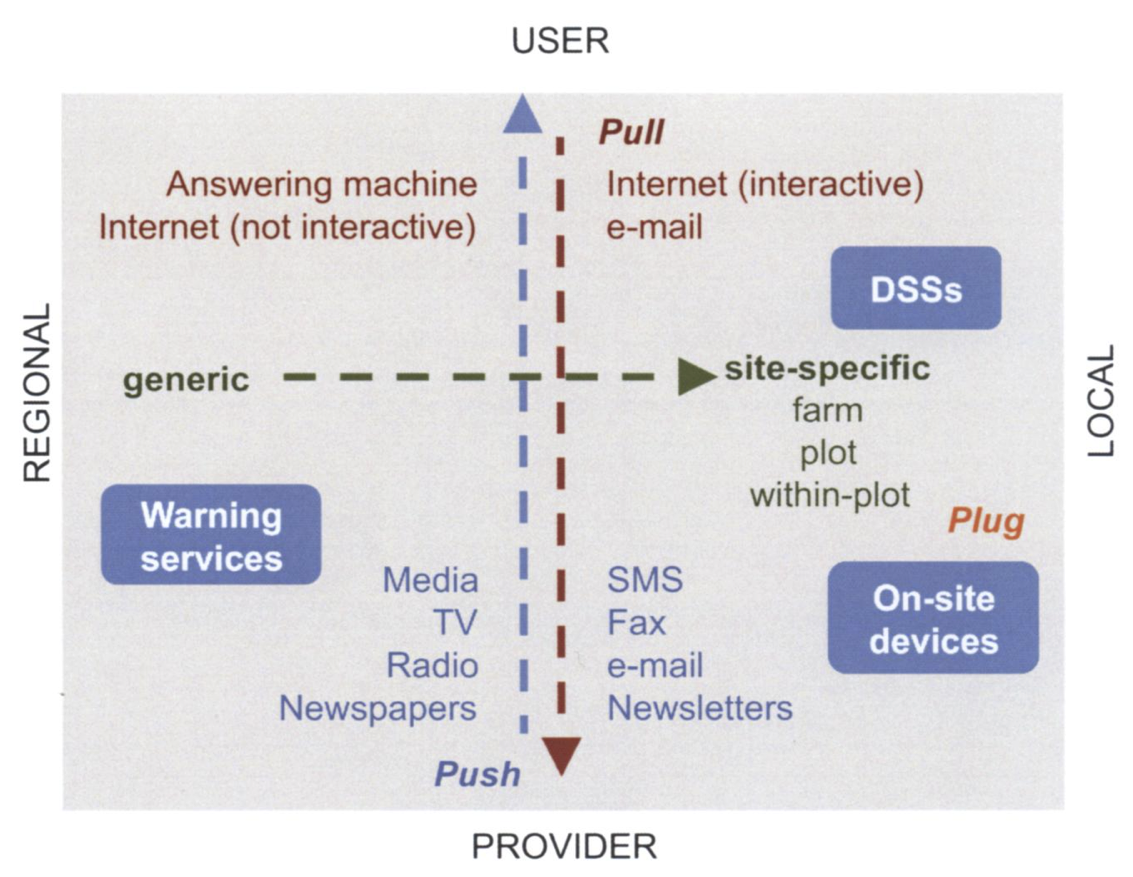 USER
Pull
Answering machine
Internet (not interactive)
Internet (interactive)
e-mail
DSSs
REGIONAL
generic
site-specific
farm
plot
within-plot
LOCAL
Warning
services
Plug
On-site
devices
Media
TV
Radio
Newspapers
SMS
Fax
e-mail
Newsletters
Push
PROVIDER